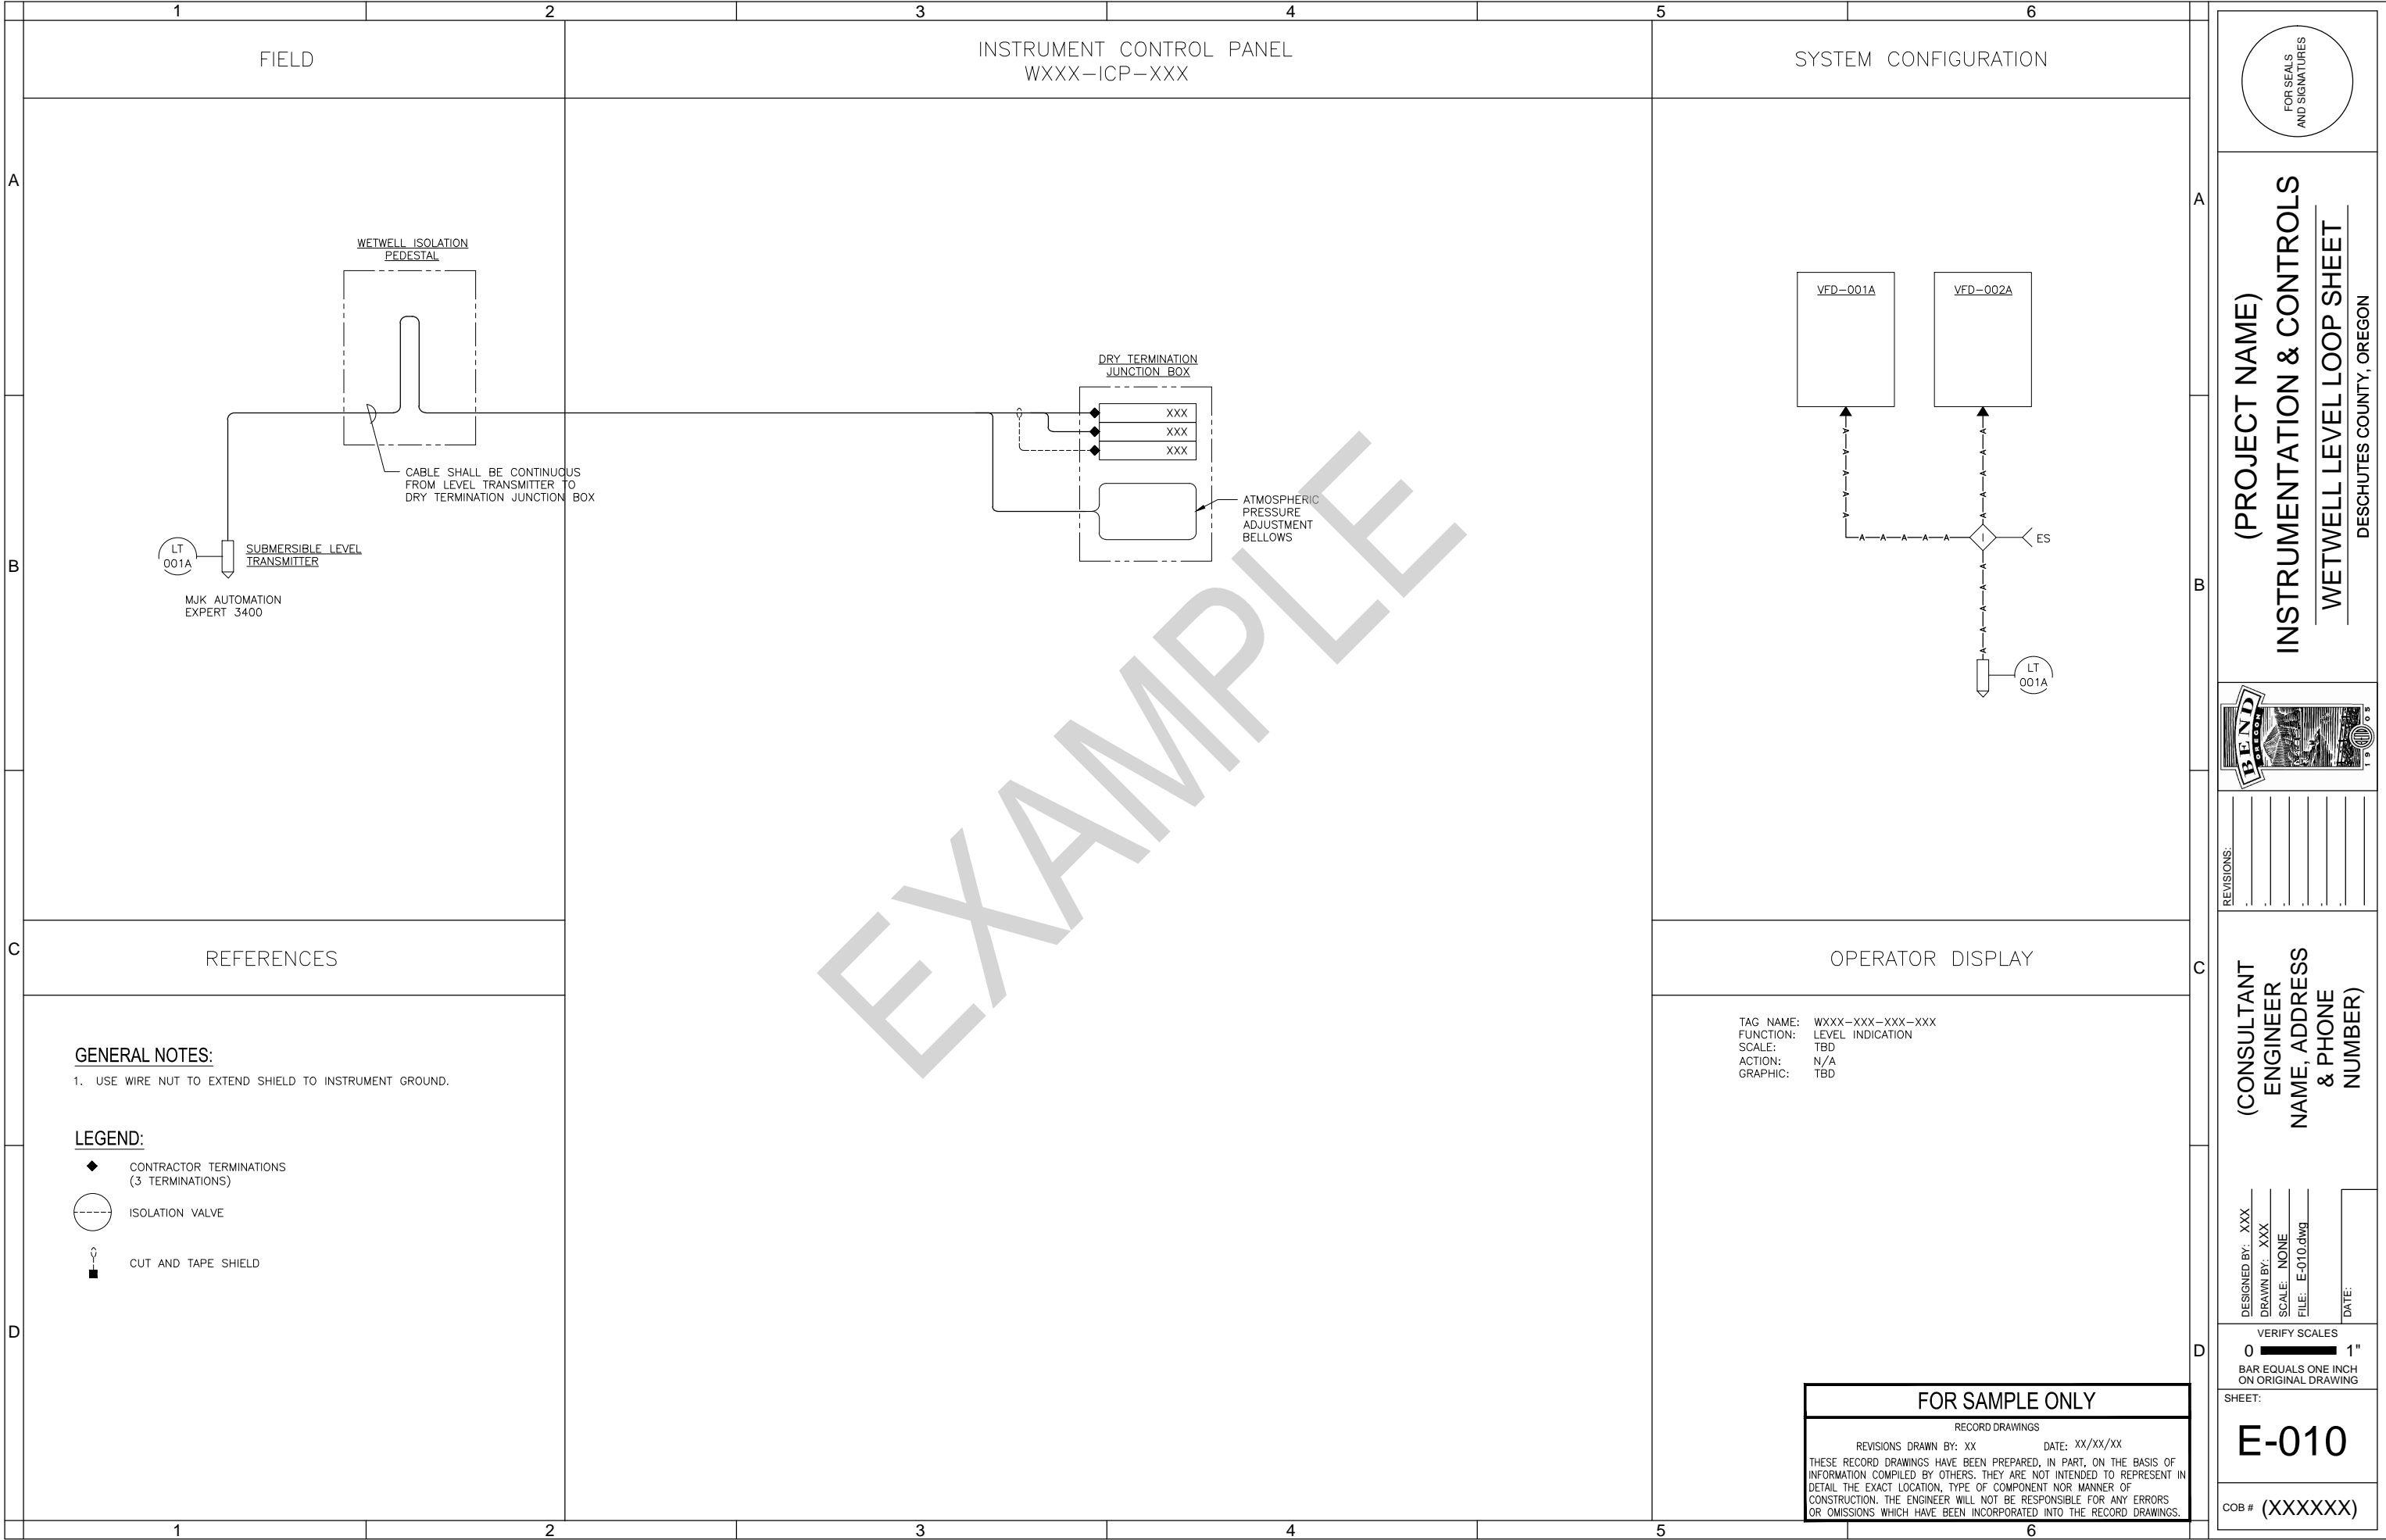 1 2 3 4 5 6
FIELD
INSTRUMENT CONTROL PANEL
WXXX-ICP-XXX
SYSTEM CONFIGURATION
A
A
B
B
C
C
D
D
WETWELL ISOLATION
PEDESTAL
CABLE SHALL BE CONTINUOUS
FROM LEVEL TRANSMITTER TO
DRY TERMINATION JUNCTION BOX
LT
001A
SUBMERSIBLE LEVEL
TRANSMITTER
MJK AUTOMATION
EXPERT 3400
DRY TERMINATION
JUNCTION BOX
XXX
XXX
XXX
ATMOSPHERIC
PRESSURE
ADJUSTMENT
BELLOWS
EXAMPLE
VFD-001A
VFD-002A
A A A A A
A A A A A
A A A A A
A A A A A
I
ES
LT
001A
REFERENCES
GENERAL NOTES:
1. USE WIRE NUT TO EXTEND SHIELD TO INSTRUMENT GROUND.
LEGEND:
CONTRACTOR TERMINATIONS
(3 TERMINATIONS)
ISOLATION VALVE
CUT AND TAPE SHIELD
OPERATOR DISPLAY
TAG NAME: WXXX-XXX-XXX-XXX
FUNCTION: LEVEL INDICATION
SCALE: TBD
ACTION: N/A
GRAPHIC: TBD
FOR SAMPLE ONLY
RECORD DRAWINGS
REVISIONS DRAWN BY: XX DATE: XX/XX/XX
THESE RECORD DRAWINGS HAVE BEEN PREPARED, IN PART, ON THE BASIS OF
INFORMATION COMPILED BY OTHERS. THEY ARE NOT INTENDED TO REPRESENT IN
DETAIL THE EXACT LOCATION, TYPE OF COMPONENT NOR MANNER OF
CONSTRUCTION. THE ENGINEER WILL NOT BE RESPONSIBLE FOR ANY ERRORS
OR OMISSIONS WHICH HAVE BEEN INCORPORATED INTO THE RECORD DRAWINGS.
1 2 3 4 5 6
FOR SEALS
AND SIGNATURES
(PROJECT NAME)
INSTRUMENTATION & CONTROLS
WETWELL LEVEL LOOP SHEET
DESCHUTES COUNTY, OREGON
BEND
OREGON
1905
REVISIONS:
(CONSULTANT
ENGINEER
NAME, ADDRESS
& PHONE
NUMBER)
DESIGNED BY: XXX
DRAWN BY: XXX
SCALE: NONE
FILE: E-010.dwg
DATE:
VERIFY SCALES
0 1"
BAR EQUALS ONE INCH
ON ORIGINAL DRAWING
SHEET:
E-010
COB # (XXXXXX)